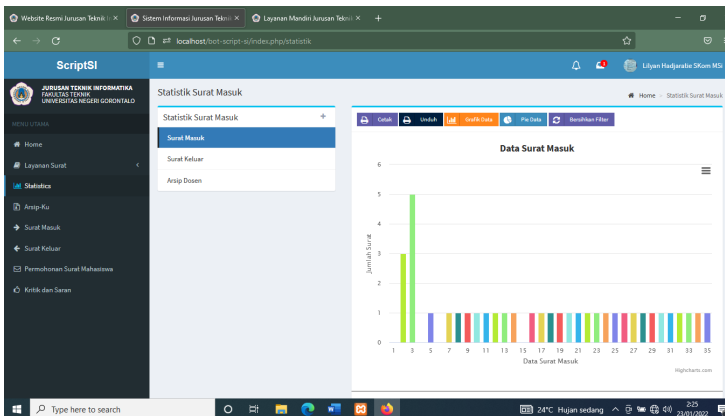 Website Resmi Jurusan Teknik I
Sistem Informasi Jurusan Teknik
Layanan Mandiri Jurusan Teknik
localhost/bot-script-si/index.php/statistik
ScriptSI
Lilyan Hadjaratie SKom MSi
JURUSAN TEKNIK INFORMATIKA
FAKULTAS TEKNIK
UNIVERSITAS NEGERI GORONTALO
MENU UTAMA
Home
Layanan Surat
Statistics
Arsip-Ku
Surat Masuk
Surat Keluar
Permohonan Surat Mahasiswa
Kritik dan Saran
Statistik Surat Masuk
Home > Statistik Surat Masuk
Statistik Surat Masuk +
Surat Masuk
Surat Keluar
Arsip Dosen
Cetak Unduh Grafik Data Pie Data Bersihkan Filter
Data Surat Masuk
Jumlah Surat
6
5
4
3
2
1
0
1 3 5 7 9 11 13 15 17 19 21 23 25 27 29 31 33 35
Data Surat Masuk
Highcharts.com
Type here to search
24°C Hujan sedang
2:25
23/01/2022